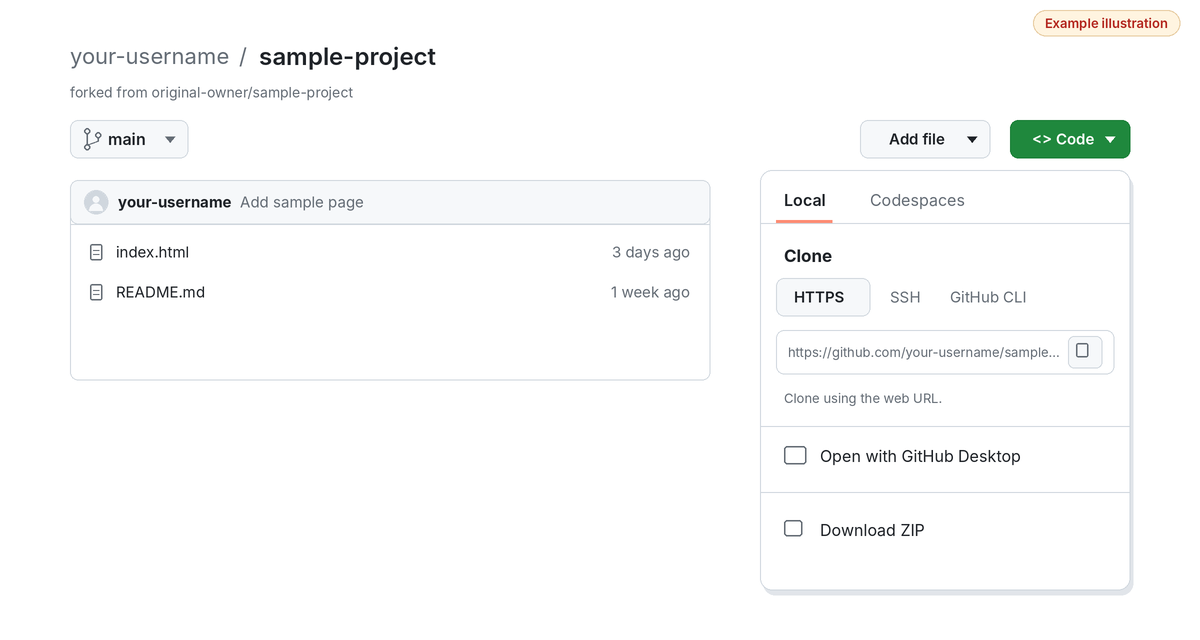 Example illustration
your-username / sample-project
forked from original-owner/sample-project
main
Add file
<> Code
your-username Add sample page
index.html 3 days ago
README.md 1 week ago
Local Codespaces
Clone
HTTPS SSH GitHub CLI
https://github.com/your-username/sample...
Clone using the web URL.
Open with GitHub Desktop
Download ZIP